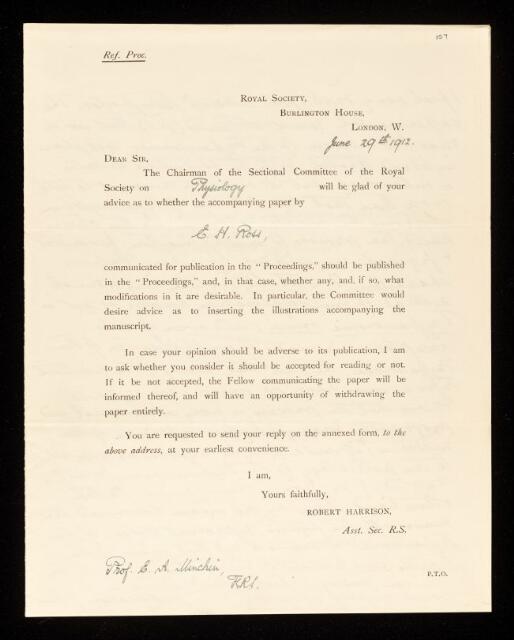 157
Ref. Proc.
ROYAL SOCIETY,
BURLINGTON HOUSE,
LONDON, W.
June 29th 1912.
DEAR SIR,
The Chairman of the Sectional Committee of the Royal
Society on Physiology will be glad of your
advice as to whether the accompanying paper by
E. H. Ross,
communicated for publication in the "Proceedings," should be published
in the "Proceedings," and, in that case, whether any, and, if so, what
modifications in it are desirable. In particular, the Committee would
desire advice as to inserting the illustrations accompanying the
manuscript.
In case your opinion should be adverse to its publication, I am
to ask whether you consider it should be accepted for reading or not.
If it be not accepted, the Fellow communicating the paper will be
informed thereof, and will have an opportunity of withdrawing the
paper entirely.
You are requested to send your reply on the annexed form, to the
above address, at your earliest convenience.
I am,
Yours faithfully,
ROBERT HARRISON,
Asst. Sec. R.S.
Prof. E. A. Minchin,
F.R.S.
P.T.O.